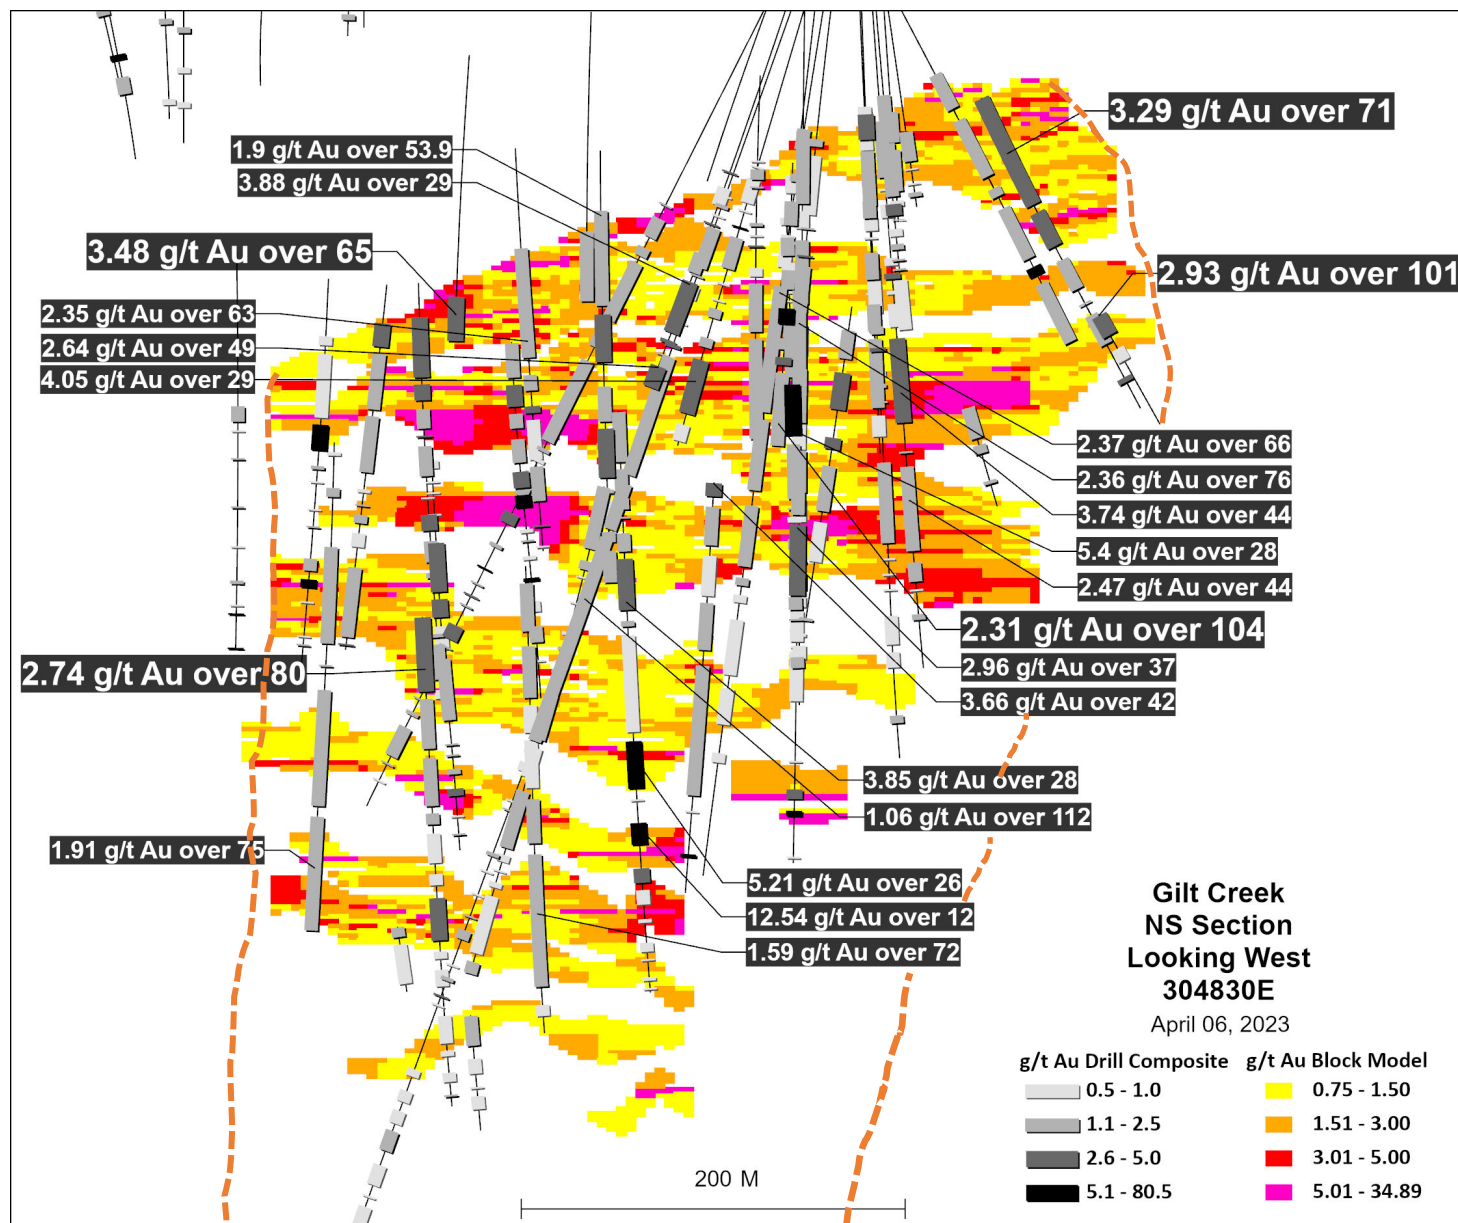 3.29 g/t Au over 71
1.9 g/t Au over 53.9
3.88 g/t Au over 29
3.48 g/t Au over 65
2.93 g/t Au over 101
2.35 g/t Au over 63
2.64 g/t Au over 49
4.05 g/t Au over 29
2.37 g/t Au over 66
2.36 g/t Au over 76
3.74 g/t Au over 44
5.4 g/t Au over 28
2.47 g/t Au over 44
2.31 g/t Au over 104
2.96 g/t Au over 37
3.66 g/t Au over 42
2.74 g/t Au over 80
3.85 g/t Au over 28
1.06 g/t Au over 112
1.91 g/t Au over 75
5.21 g/t Au over 26
12.54 g/t Au over 12
1.59 g/t Au over 72
Gilt Creek
NS Section
Looking West
304830E
April 06, 2023
g/t Au Drill Composite
0.5 - 1.0
1.1 - 2.5
2.6 - 5.0
5.1 - 80.5
g/t Au Block Model
0.75 - 1.50
1.51 - 3.00
3.01 - 5.00
5.01 - 34.89
200 M